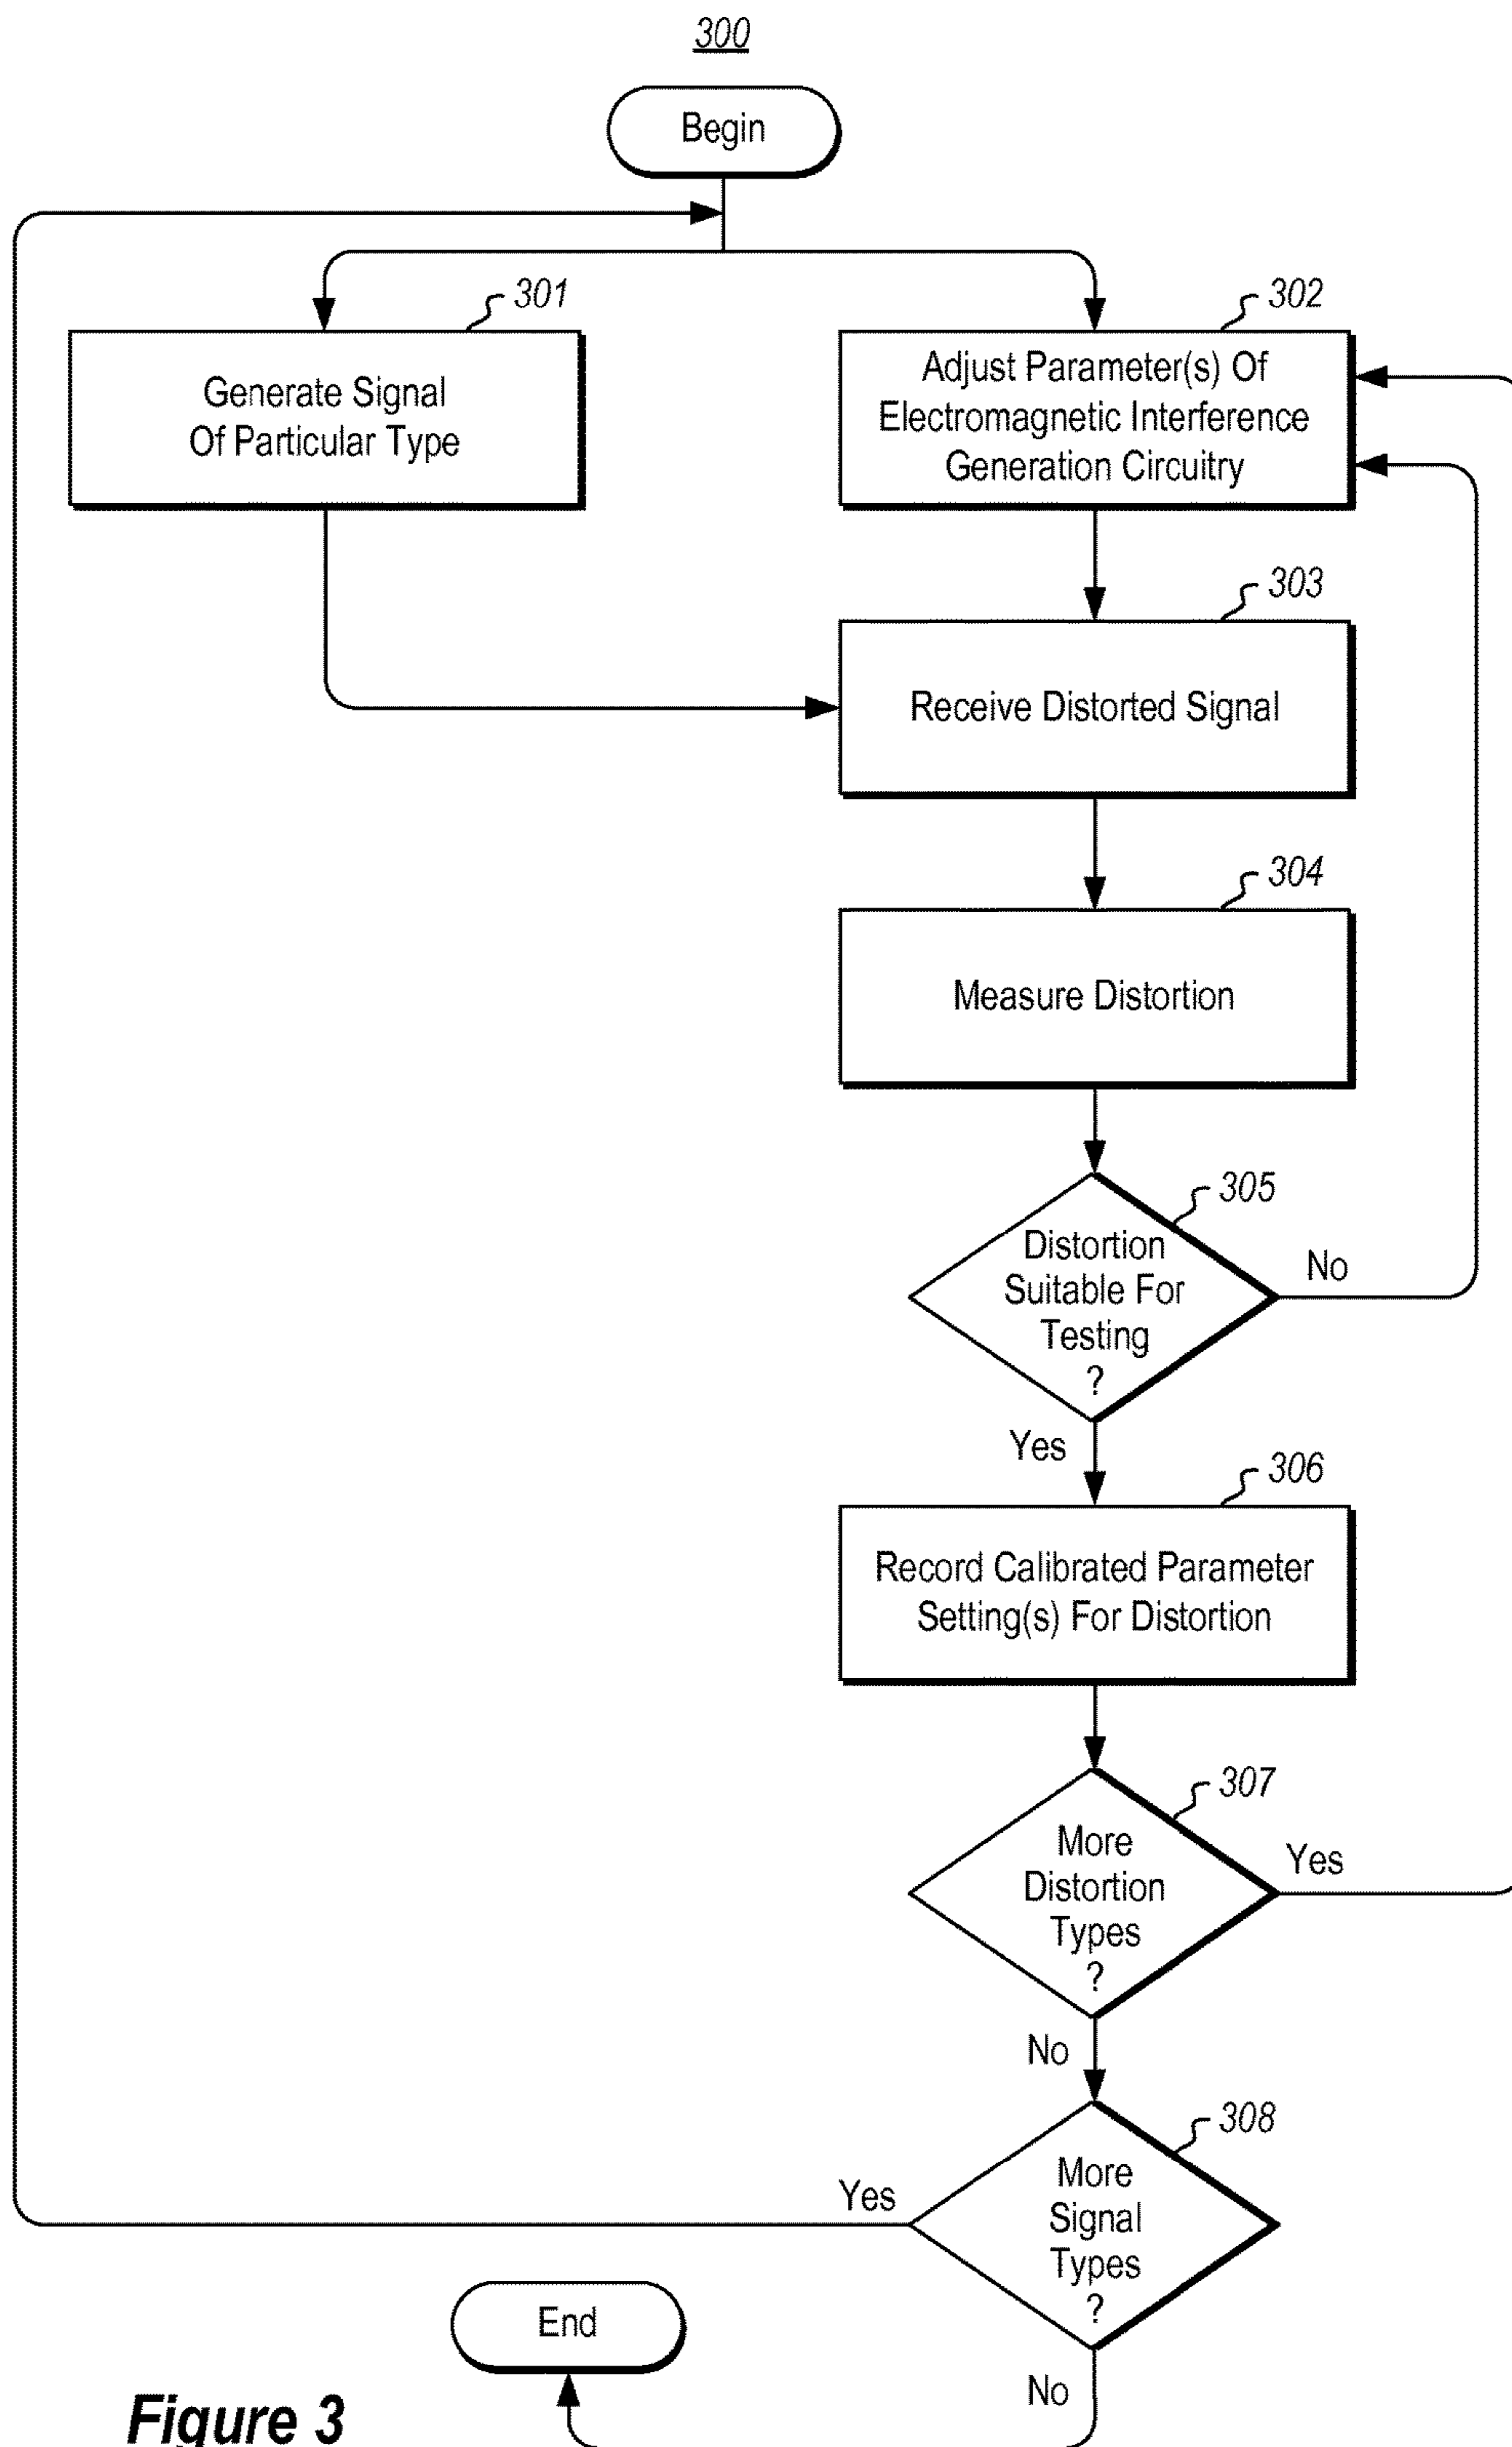 300
Begin
301
Generate Signal
Of Particular Type
302
Adjust Parameter(s) Of
Electromagnetic Interference
Generation Circuitry
303
Receive Distorted Signal
304
Measure Distortion
305
Distortion
Suitable For
Testing
?
No
Yes
306
Record Calibrated Parameter
Setting(s) For Distortion
307
More
Distortion
Types
?
Yes
No
308
More
Signal
Types
?
Yes
No
End
Figure 3